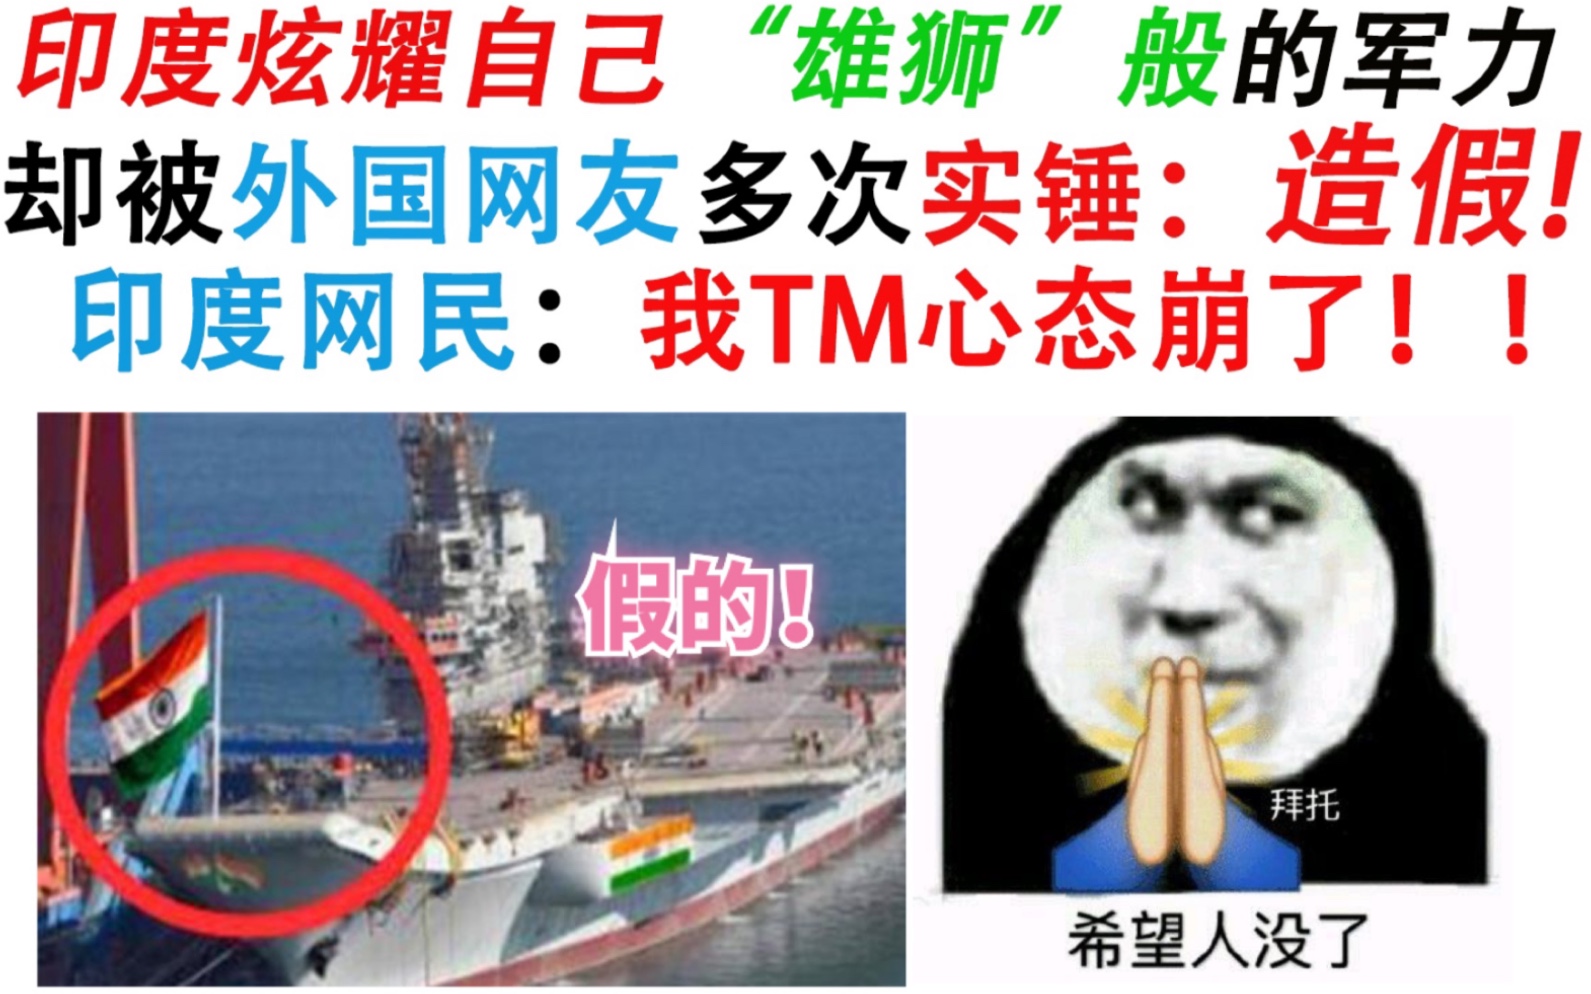 印度炫耀自己“雄狮”般的军力
却被外国网友多次实锤：造假！
印度网民：我TM心态崩了！！
假的！
拜托
希望人没了